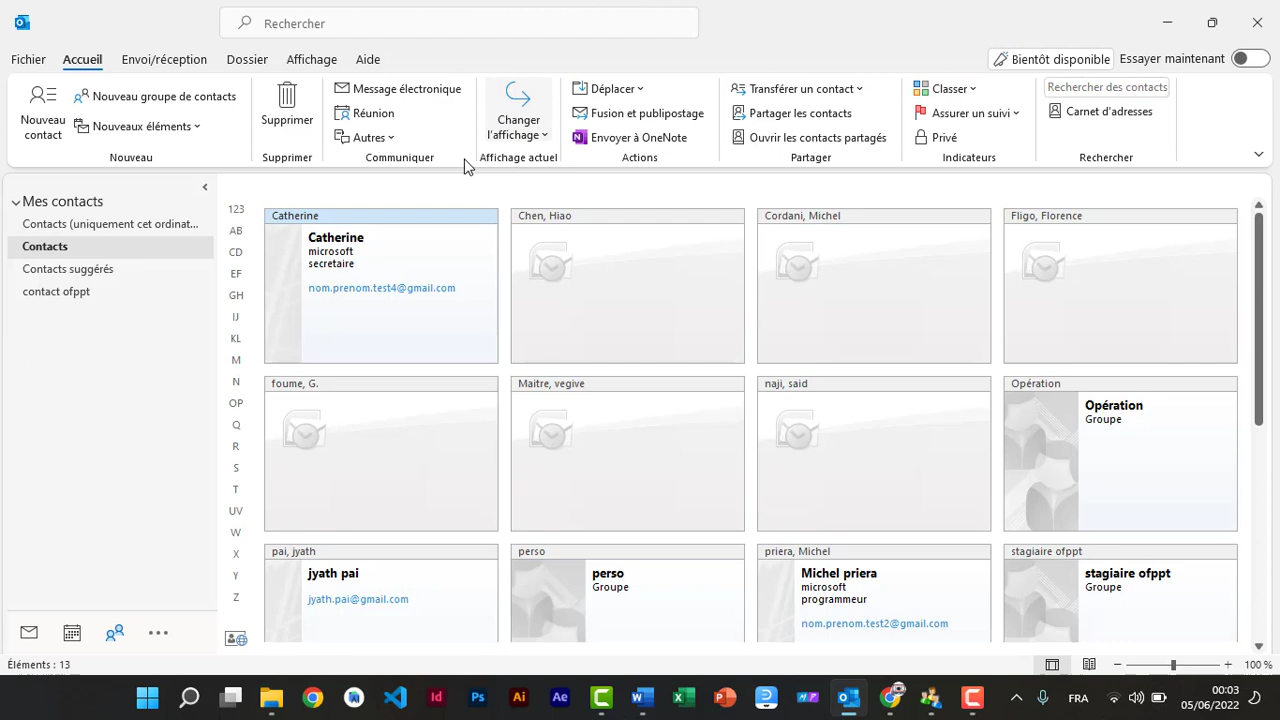 Rechercher
Fichier Accueil Envoi/réception Dossier Affichage Aide Bientôt disponible Essayer maintenant
Nouveau contact
Nouveau groupe de contacts
Nouveaux éléments
Nouveau
Supprimer
Supprimer
Message électronique
Réunion
Autres
Communiquer
Changer l'affichage
Affichage actuel
Déplacer
Fusion et publipostage
Envoyer à OneNote
Actions
Transférer un contact
Partager les contacts
Ouvrir les contacts partagés
Partager
Classer
Assurer un suivi
Privé
Indicateurs
Rechercher des contacts
Carnet d'adresses
Rechercher
Mes contacts
Contacts (uniquement cet ordinat...
Contacts
Contacts suggérés
contact ofppt
123
AB
CD
EF
GH
IJ
KL
M
N
OP
Q
R
S
T
UV
W
X
Y
Z
Catherine
Catherine
microsoft
secretaire
nom.prenom.test4@gmail.com
Chen, Hiao
Cordani, Michel
Fligo, Florence
foume, G.
Maitre, vegive
naji, said
Opération
Opération
Groupe
pai, jyath
jyath pai
jyath.pai@gmail.com
perso
perso
Groupe
priera, Michel
Michel priera
microsoft
programmeur
nom.prenom.test2@gmail.com
stagiaire ofppt
stagiaire ofppt
Groupe
Éléments : 13
100 %
Id
Ps
Ai
Ae
FRA
00:03
05/06/2022